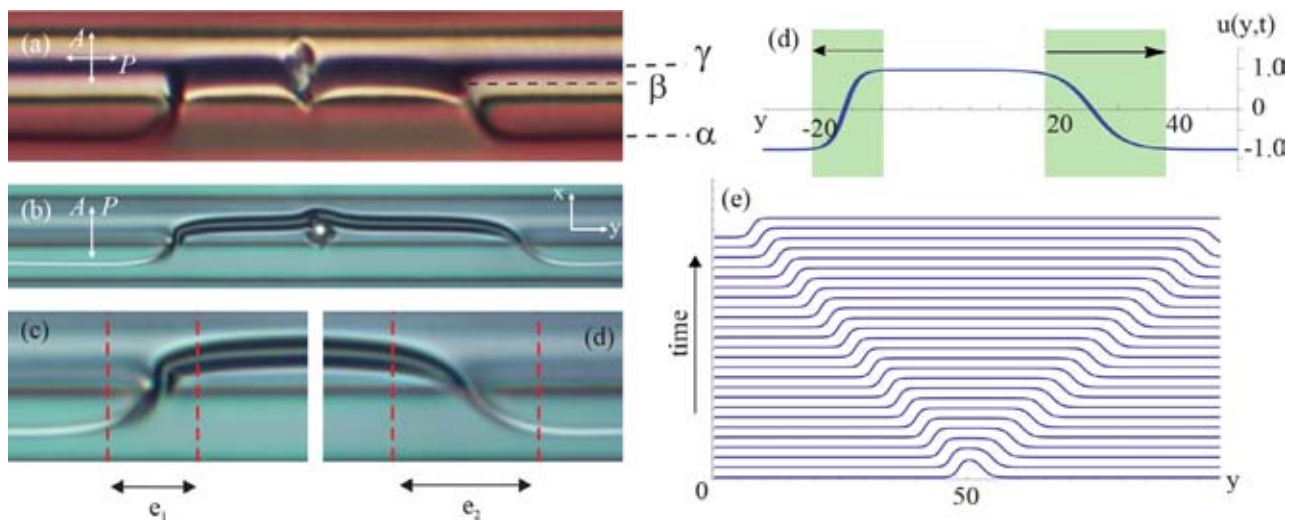 (a)
A
P
γ
β
α
(b)
A P
x
y
(c)
(d)
e₁
e₂
(d)
u(y,t)
1.0
0
-1.0
y
-20
20
40
(e)
time
0
50
y